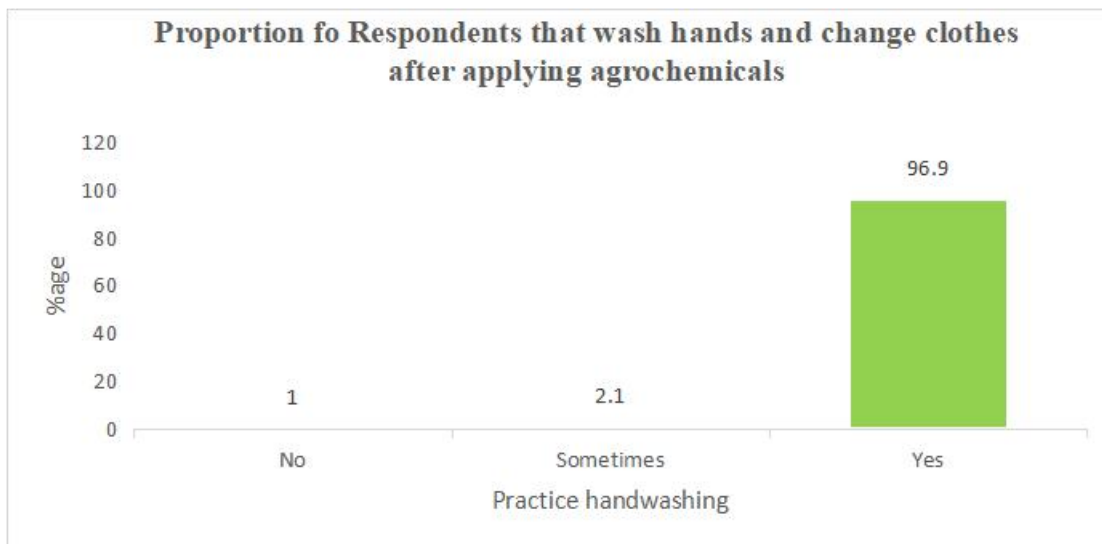 Proportion fo Respondents that wash hands and change clothes
after applying agrochemicals
120
100
80
60
40
20
0
%age
1
2.1
96.9
No
Sometimes
Yes
Practice handwashing